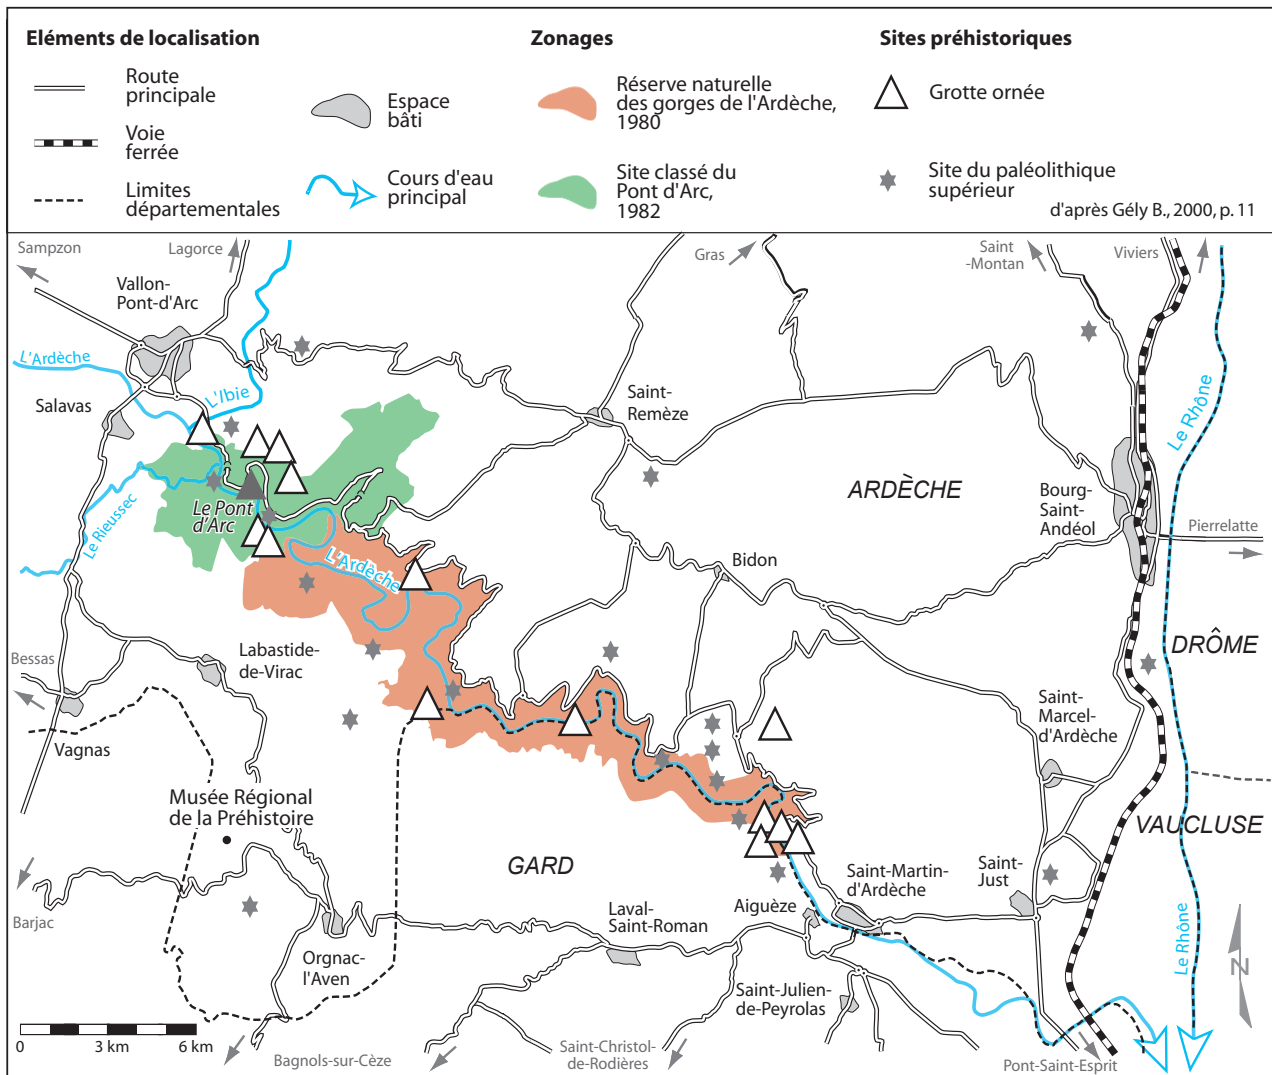 Eléments de localisation
Route
principale
Voie
ferrée
Limites
départementales
Espace
bâti
Cours d'eau
principal
Zonages
Réserve naturelle
des gorges de l'Ardèche,
1980
Site classé du
Pont d'Arc,
1982
Sites préhistoriques
Grotte ornée
Site du paléolithique
supérieur
d'après Gély B., 2000, p. 11
Sampzon
Lagorce
Gras
Saint
-Montan
Viviers
Vallon-
Pont-d'Arc
L'Ardèche
L'Ibie
Salavas
Saint-
Remèze
Le Rhône
ARDÈCHE
Bourg-
Saint-
Andéol
Le Pont
d'Arc
Le Rieussec
Pierrelatte
L'Ardèche
Bidon
Labastide-
de-Virac
Bessas
DRÔME
Vagnas
Saint-
Marcel-
d'Ardèche
Musée Régional
de la Préhistoire
VAUCLUSE
GARD
Saint-Martin-
d'Ardèche
Saint-
Just
Barjac
Laval-
Saint-Roman
Aiguèze
Le Rhône
Orgnac-
l'Aven
Saint-Julien-
de-Peyrolas
N
0
3 km
6 km
Bagnols-sur-Cèze
Saint-Christol-
de-Rodières
Pont-Saint-Esprit